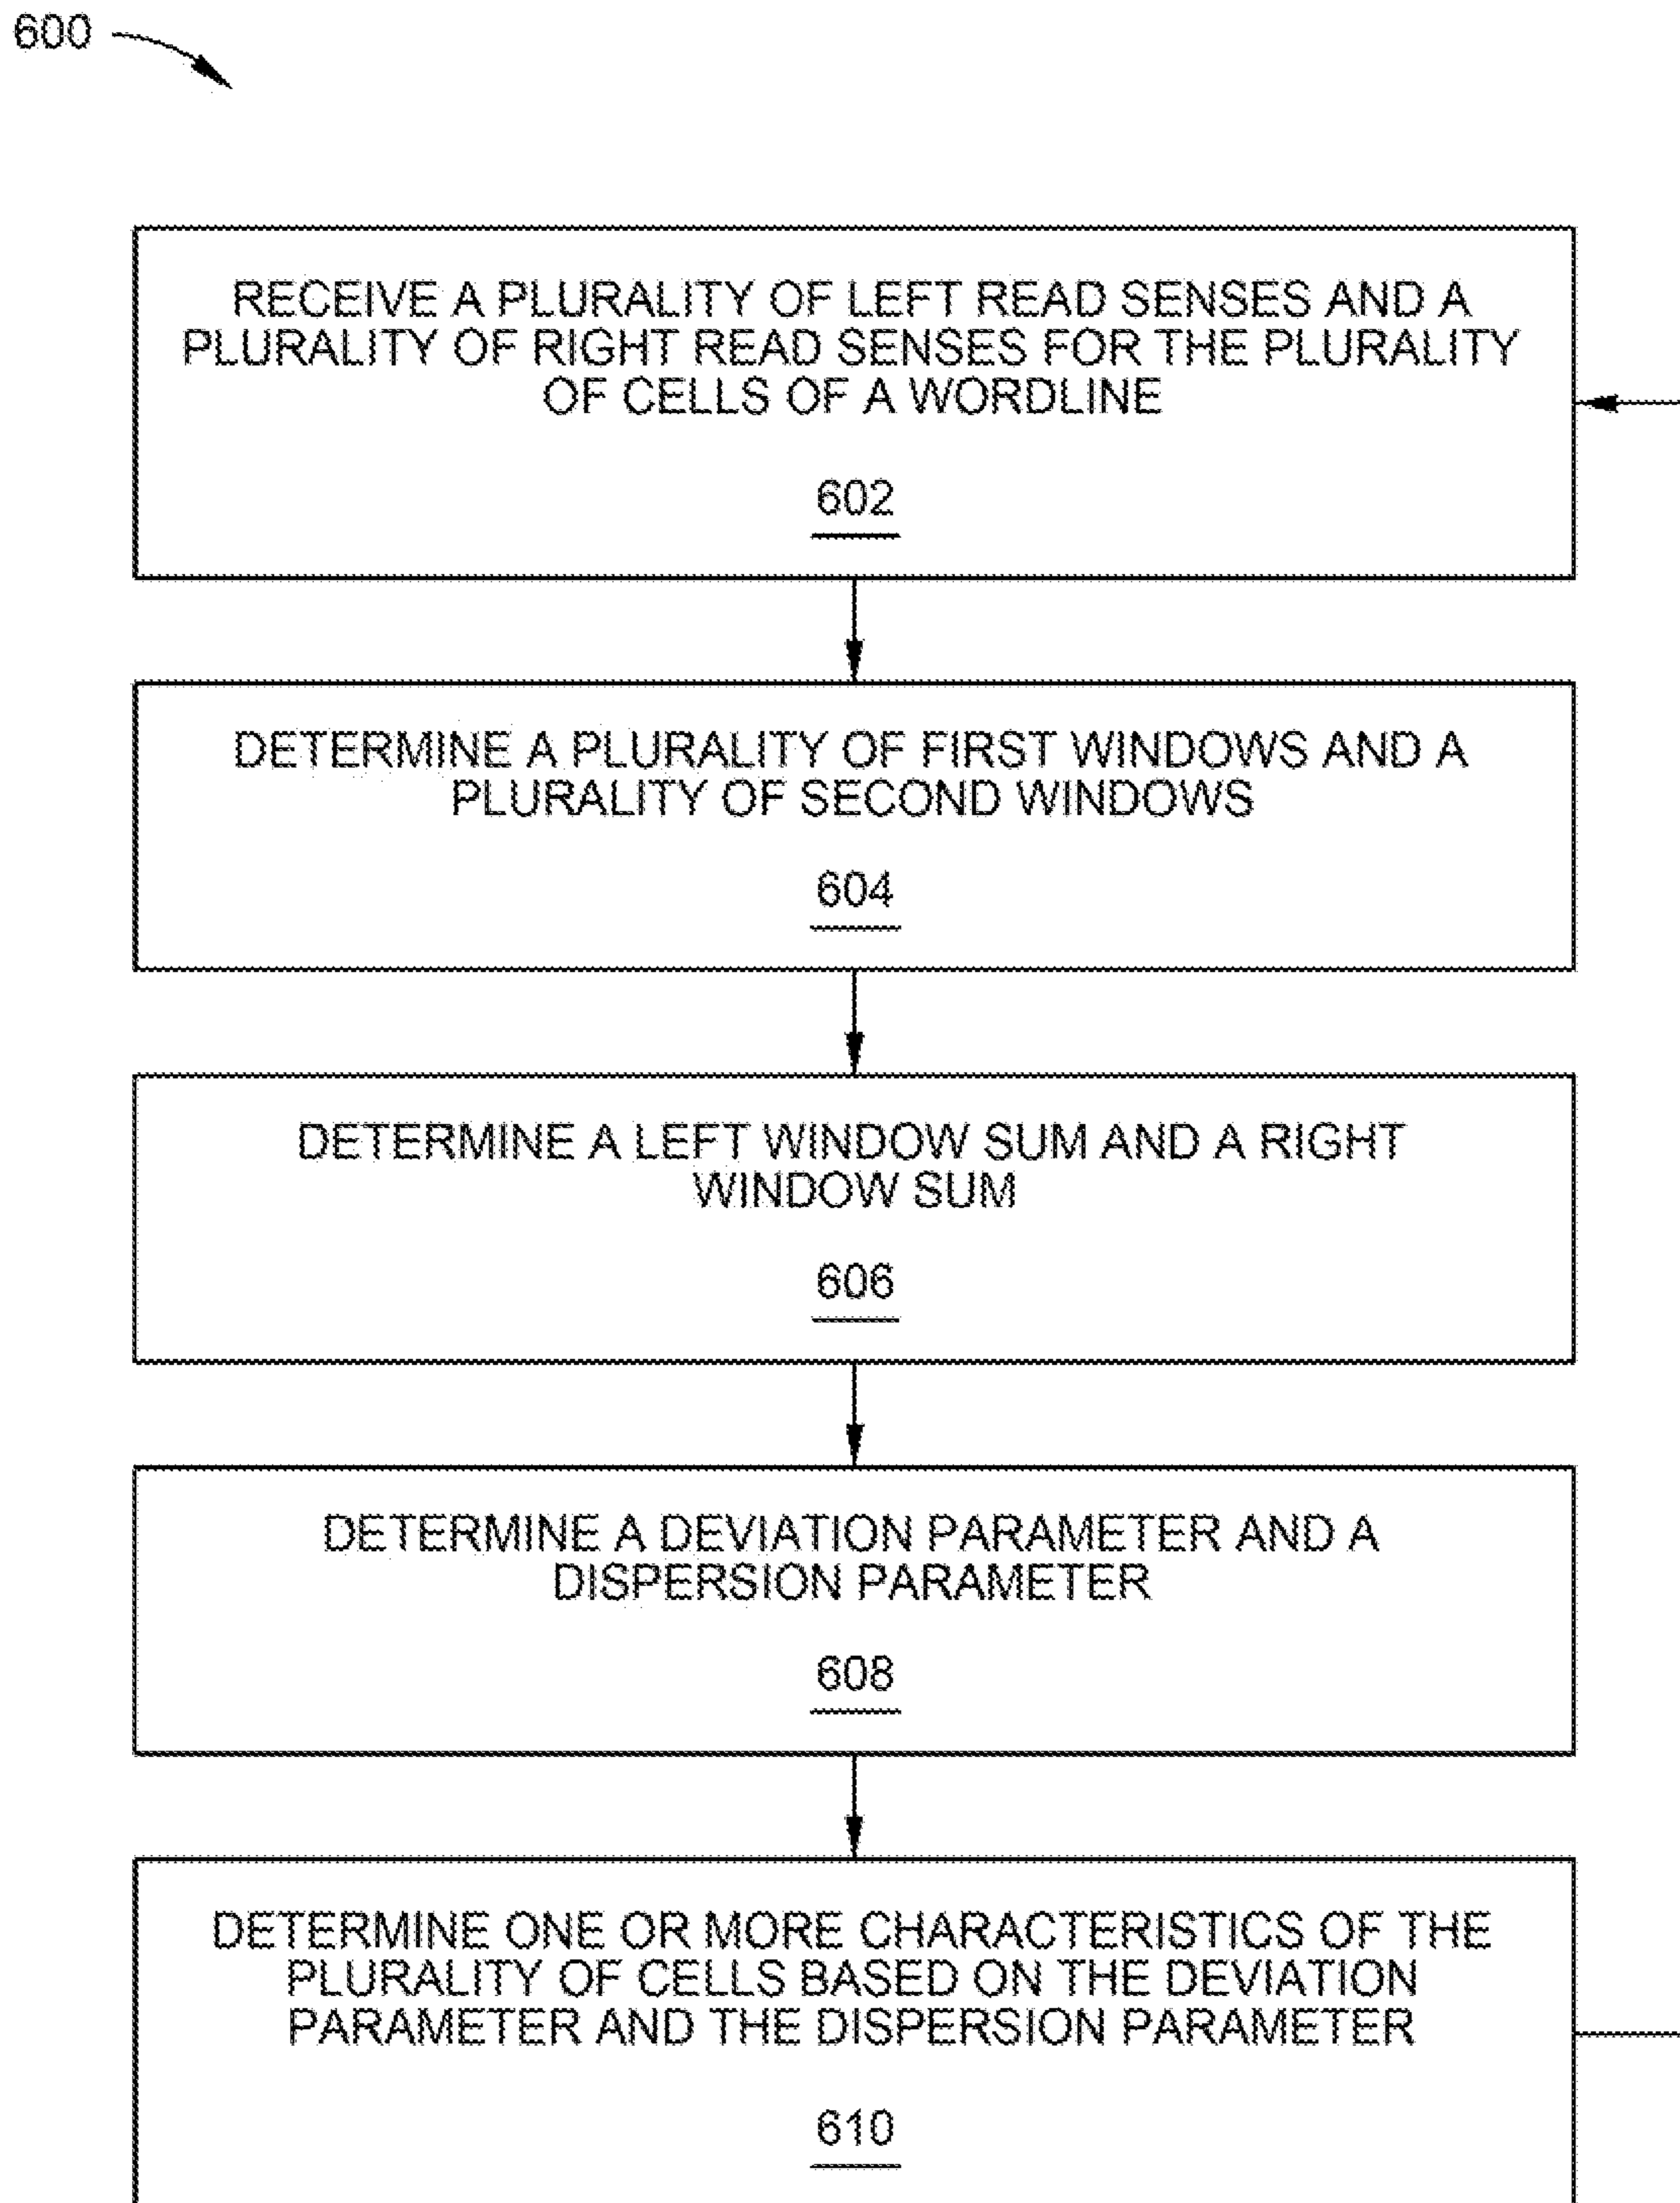 600
RECEIVE A PLURALITY OF LEFT READ SENSES AND A
PLURALITY OF RIGHT READ SENSES FOR THE PLURALITY
OF CELLS OF A WORDLINE
602
DETERMINE A PLURALITY OF FIRST WINDOWS AND A
PLURALITY OF SECOND WINDOWS
604
DETERMINE A LEFT WINDOW SUM AND A RIGHT
WINDOW SUM
606
DETERMINE A DEVIATION PARAMETER AND A
DISPERSION PARAMETER
608
DETERMINE ONE OR MORE CHARACTERISTICS OF THE
PLURALITY OF CELLS BASED ON THE DEVIATION
PARAMETER AND THE DISPERSION PARAMETER
610